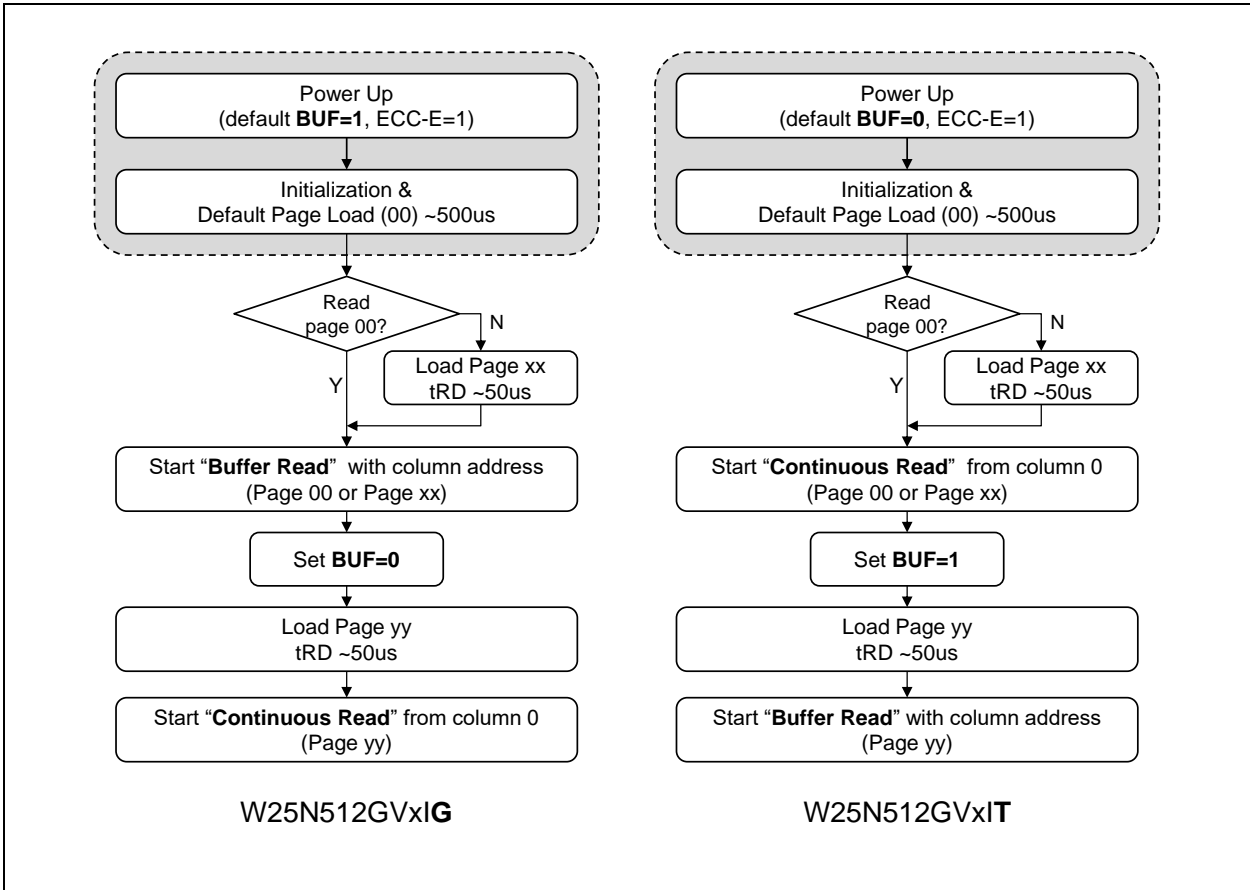 Power Up
(default BUF=1, ECC-E=1)
Initialization &
Default Page Load (00) ~500us
Read
page 00?
N
Y
Load Page xx
tRD ~50us
Start “Buffer Read” with column address
(Page 00 or Page xx)
Set BUF=0
Load Page yy
tRD ~50us
Start “Continuous Read” from column 0
(Page yy)
W25N512GVxIG
Power Up
(default BUF=0, ECC-E=1)
Initialization &
Default Page Load (00) ~500us
Read
page 00?
N
Y
Load Page xx
tRD ~50us
Start “Continuous Read” from column 0
(Page 00 or Page xx)
Set BUF=1
Load Page yy
tRD ~50us
Start “Buffer Read” with column address
(Page yy)
W25N512GVxIT